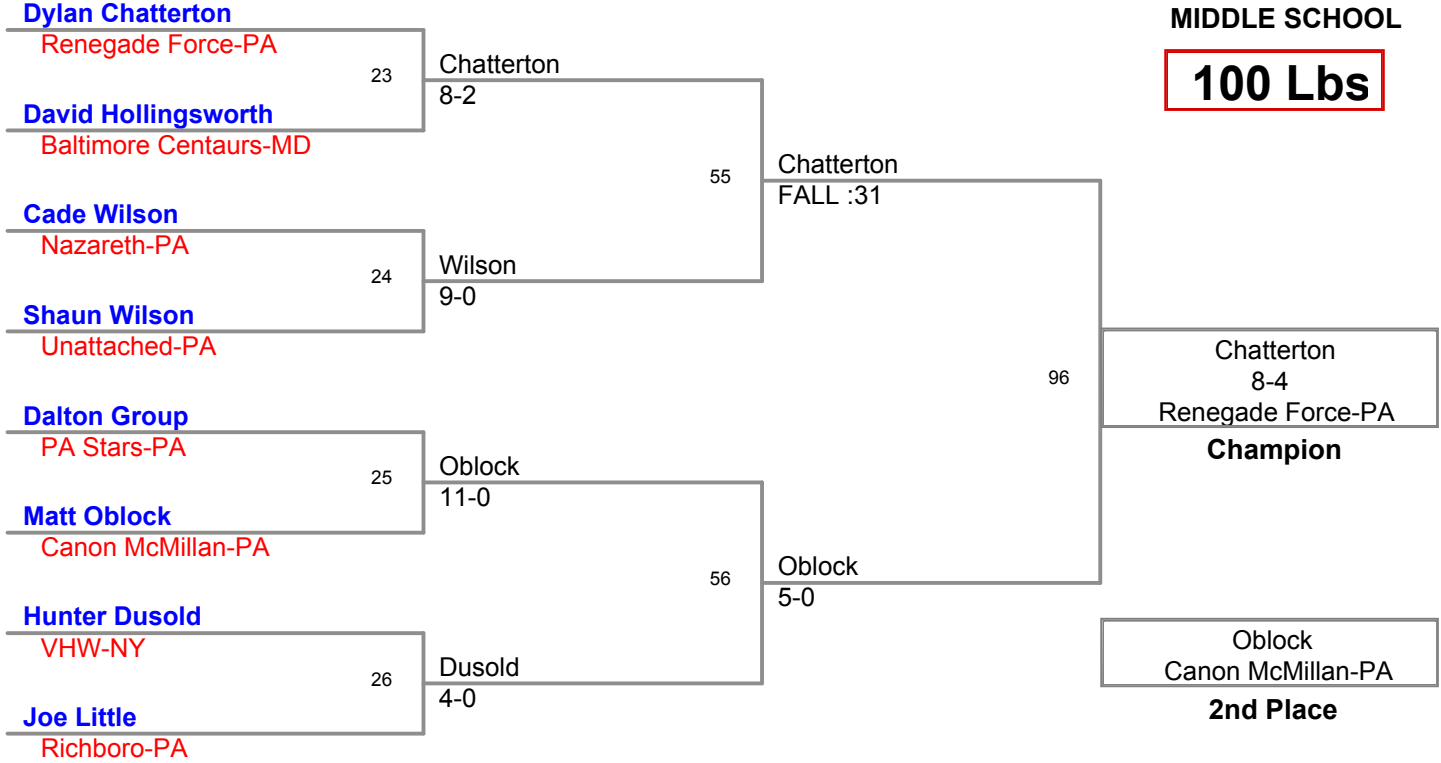 Dylan Chatterton
Renegade Force-PA
MIDDLE SCHOOL
100 Lbs
23
Chatterton
8-2
David Hollingsworth
Baltimore Centaurs-MD
55
Chatterton
FALL :31
Cade Wilson
Nazareth-PA
24
Wilson
9-0
Shaun Wilson
Unattached-PA
96
Chatterton
8-4
Renegade Force-PA
Champion
Dalton Group
PA Stars-PA
25
Oblock
11-0
Matt Oblock
Canon McMillan-PA
56
Oblock
5-0
Hunter Dusold
VHW-NY
26
Dusold
4-0
Joe Little
Richboro-PA
Oblock
Canon McMillan-PA
2nd Place